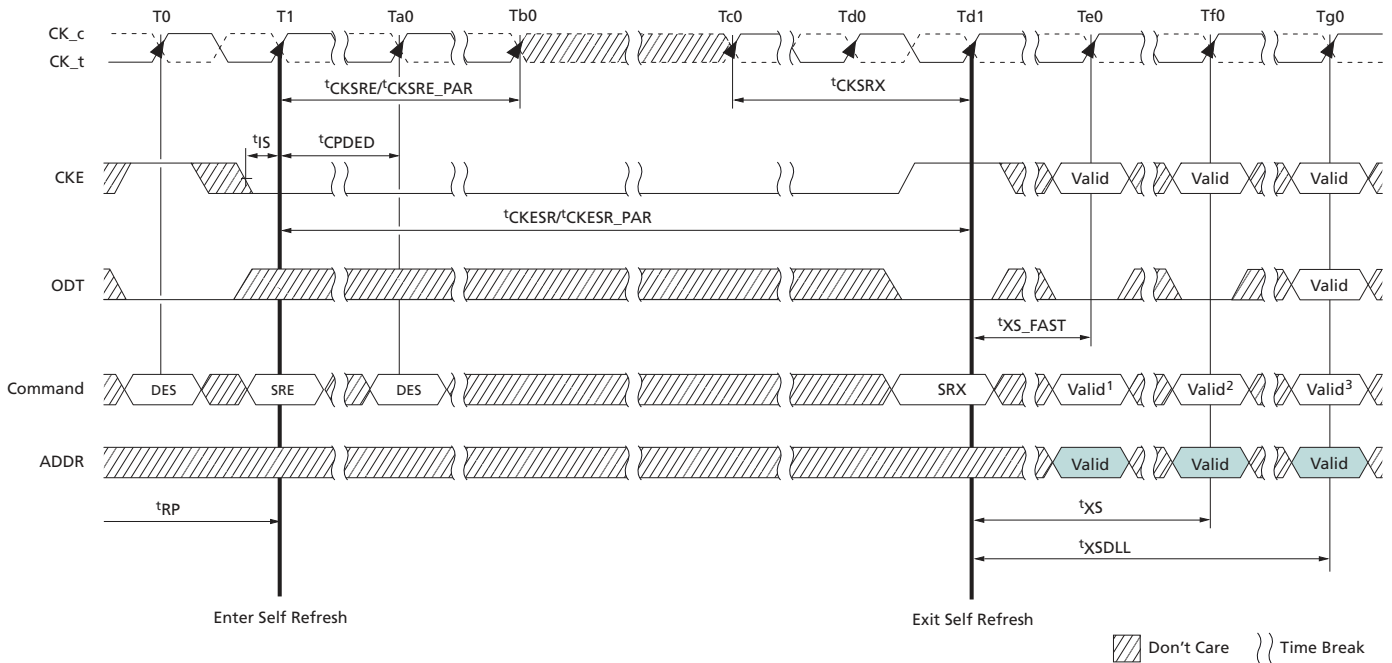 T0 T1 Ta0 Tb0 Tc0 Td0 Td1 Te0 Tf0 Tg0
CK_c
CK_t
tCKSRE/tCKSRE_PAR tCKSRX
tIS tCPDED
CKE Valid Valid Valid
tCKESR/tCKESR_PAR
ODT Valid
tXS_FAST
Command DES SRE DES SRX Valid1 Valid2 Valid3
ADDR Valid Valid Valid
tRP tXS
tXSDLL
Enter Self Refresh Exit Self Refresh
Don't Care Time Break